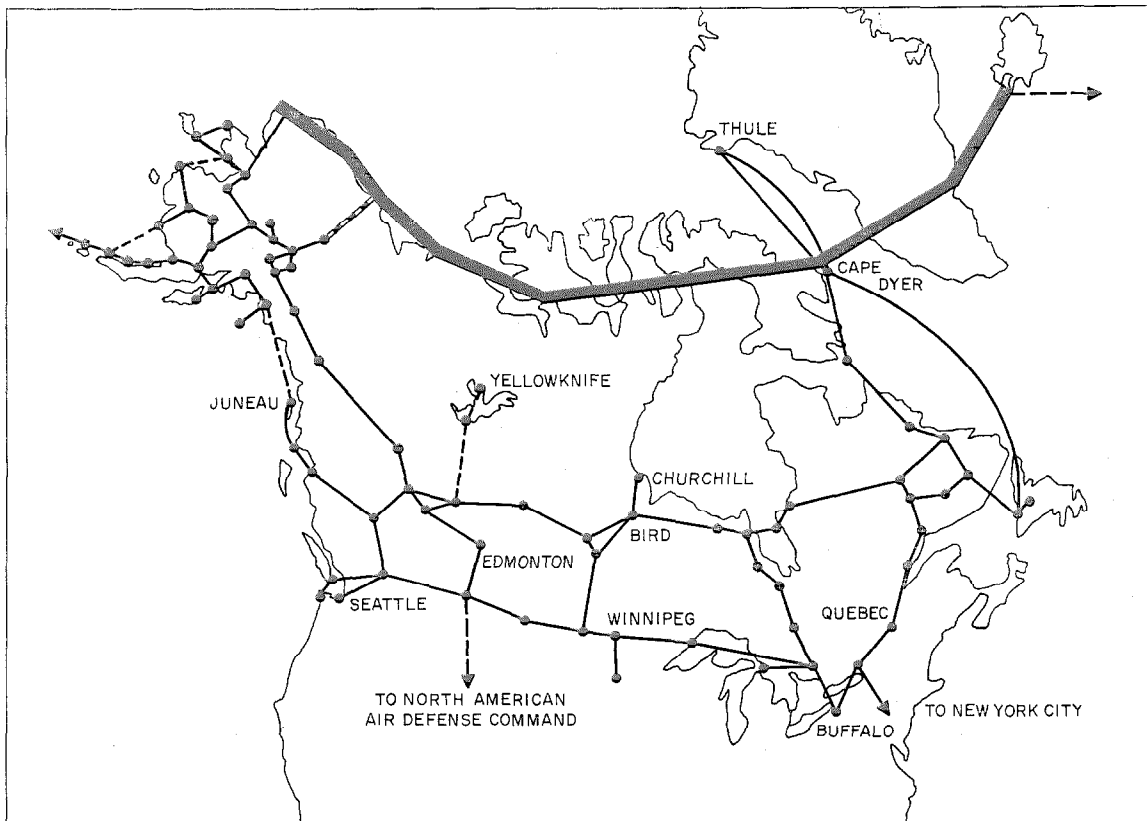 THULE
CAPE
DYER
YELLOWKNIFE
JUNEAU
CHURCHILL
BIRD
EDMONTON
SEATTLE
WINNIPEG
QUEBEC
TO NORTH AMERICAN
AIR DEFENSE COMMAND
TO NEW YORK CITY
BUFFALO